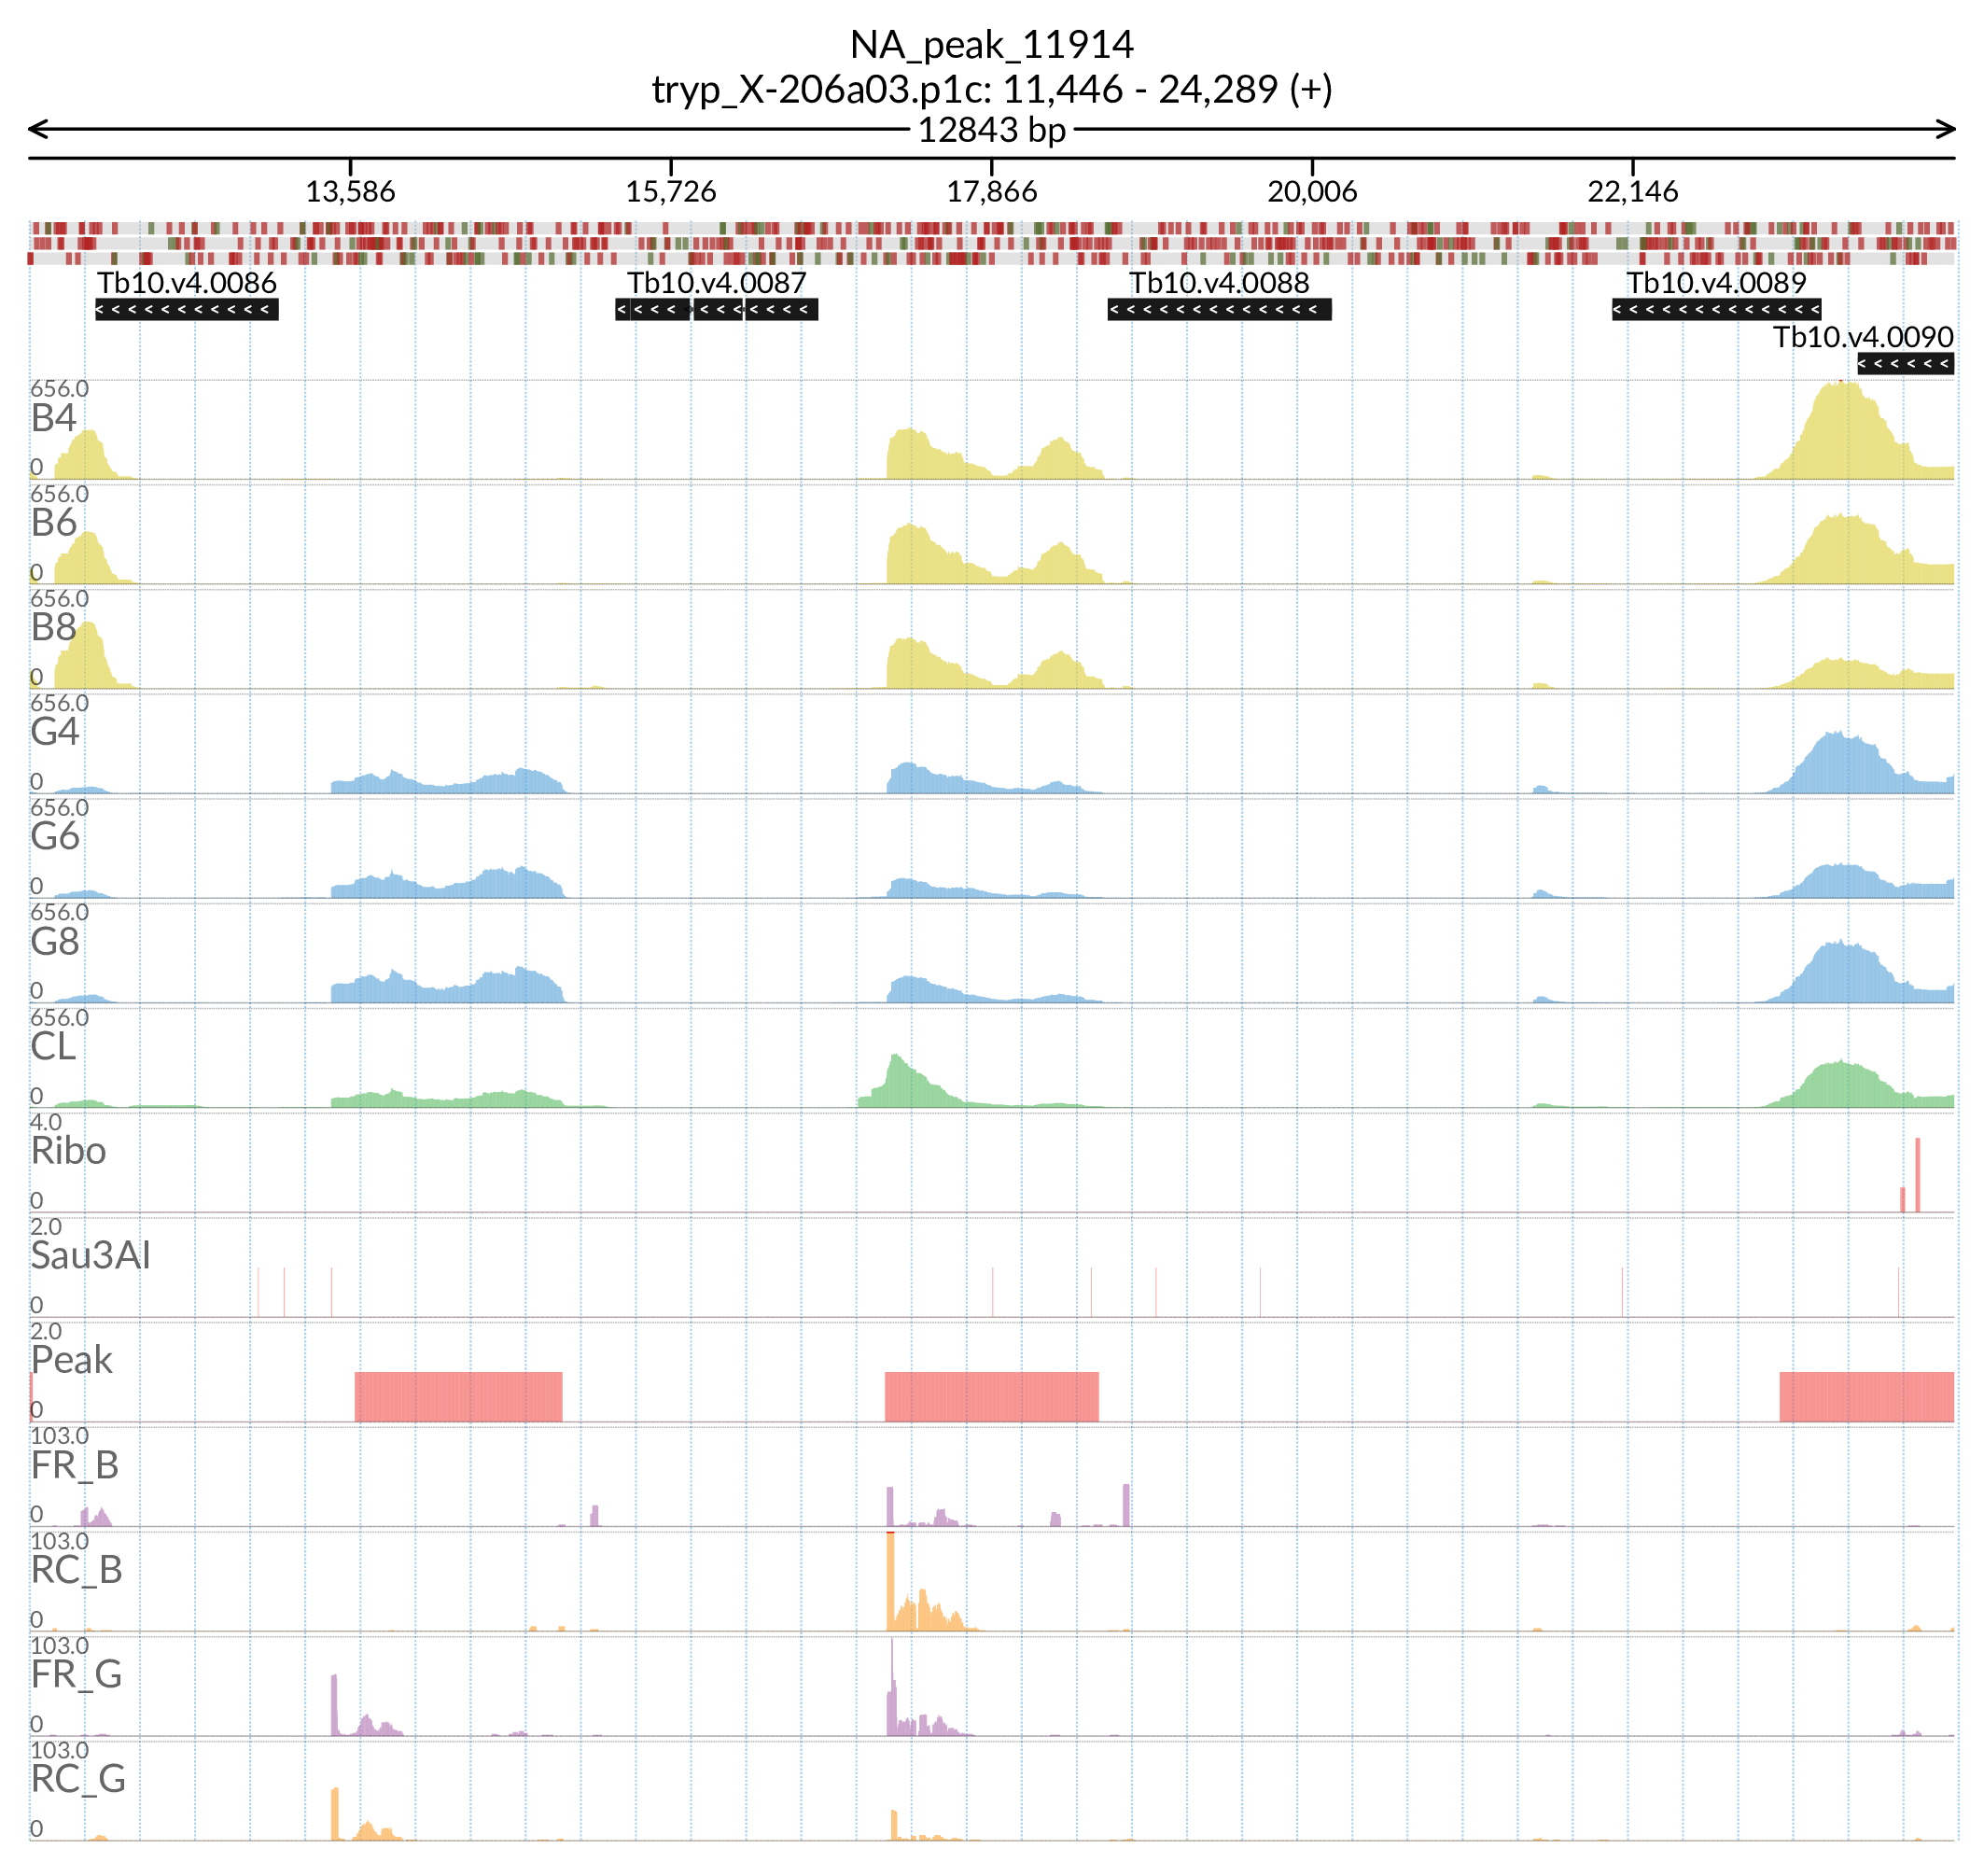 NA_peak_11914
tryp_X-206a03.p1c: 11,446 - 24,289 (+)
12843 bp
13,586 15,726 17,866 20,006 22,146
Tb10.v4.0086 Tb10.v4.0087 Tb10.v4.0088 Tb10.v4.0089
Tb10.v4.0090
656.0
B4
0
656.0
B6
0
656.0
B8
0
656.0
G4
0
656.0
G6
0
656.0
G8
0
656.0
CL
0
4.0
Ribo
0
2.0
Sau3AI
0
2.0
Peak
0
103.0
FR_B
0
103.0
RC_B
0
103.0
FR_G
0
103.0
RC_G
0